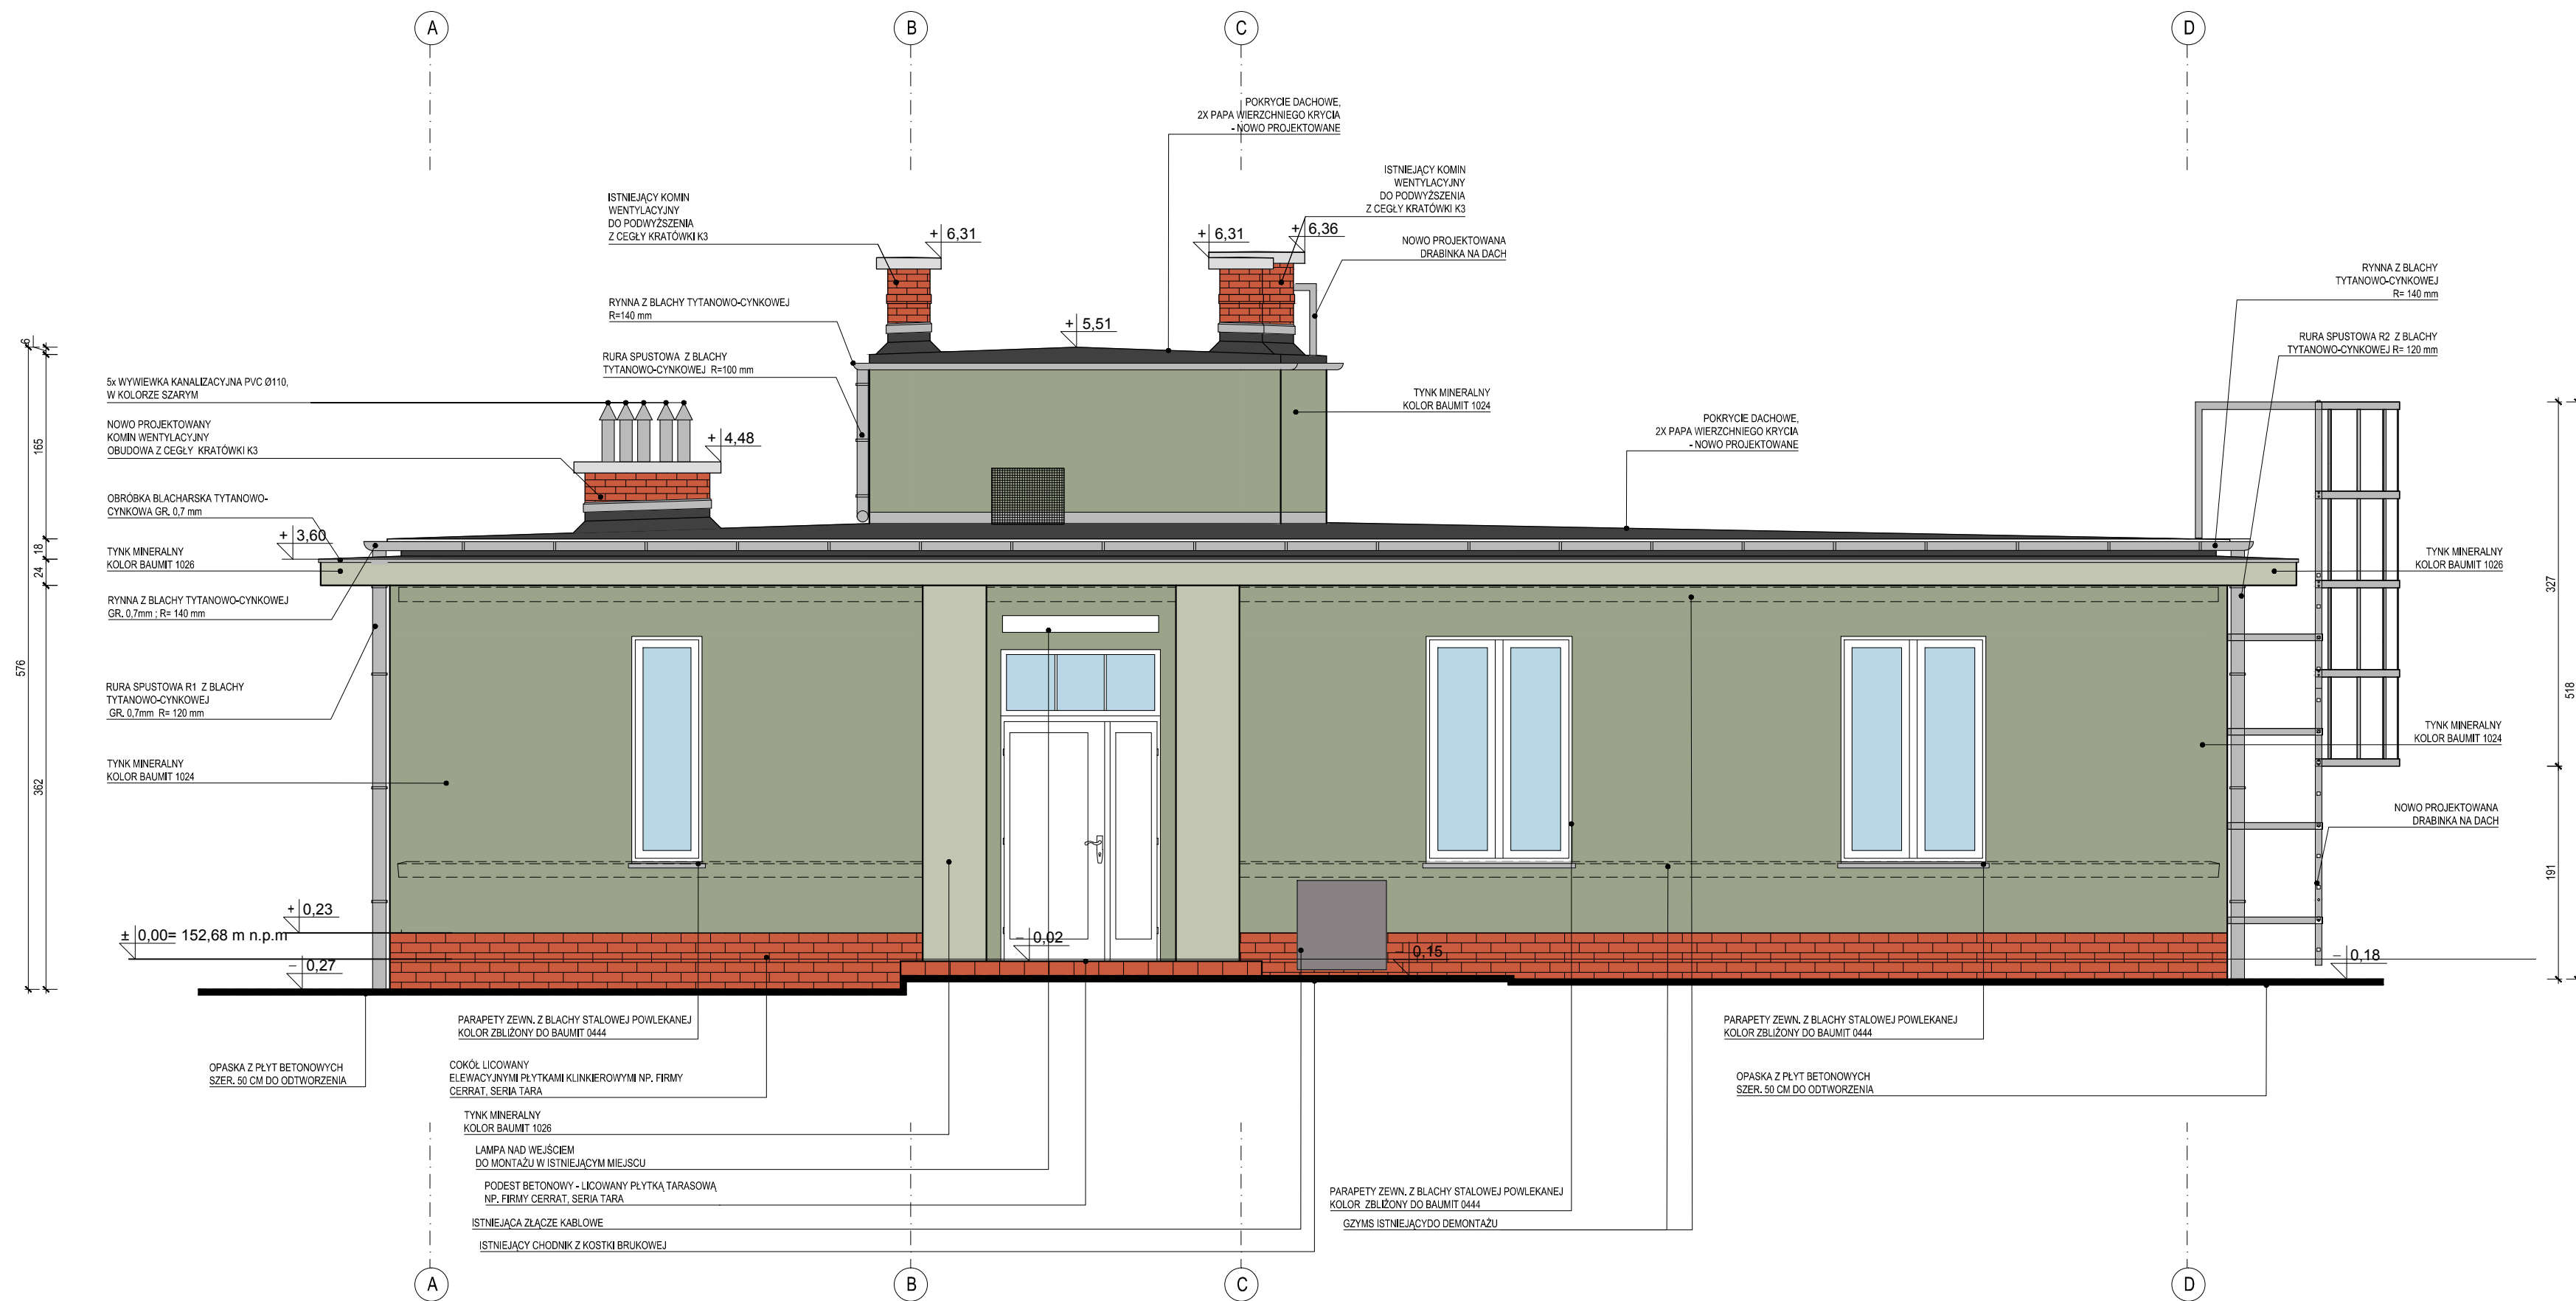 A
B
C
D
POKRYCIE DACHOWE,
2X PAPA WIERZCHNIEGO KRYCIA
- NOWO PROJEKTOWANE
ISTNIEJĄCY KOMIN
WENTYLACYJNY
DO PODWYŻSZENIA
Z CEGŁY KRATÓWKI K3
ISTNIEJĄCY KOMIN
WENTYLACYJNY
DO PODWYŻSZENIA
Z CEGŁY KRATÓWKI K3
+ 6,31
+ 6,31
+ 6,36
NOWO PROJEKTOWANA
DRABINKA NA DACH
RYNNA Z BLACHY
TYTANOWO-CYNKOWEJ
R= 140 mm
RYNNA Z BLACHY TYTANOWO-CYNKOWEJ
R=140 mm
+ 5,51
RURA SPUSTOWA R2 Z BLACHY
TYTANOWO-CYNKOWEJ R= 120 mm
RURA SPUSTOWA Z BLACHY
TYTANOWO-CYNKOWEJ R=100 mm
5x WYWIEWKA KANALIZACYJNA PVC Ø110,
W KOLORZE SZARYM
TYNK MINERALNY
KOLOR BAUMIT 1024
POKRYCIE DACHOWE,
2X PAPA WIERZCHNIEGO KRYCIA
- NOWO PROJEKTOWANE
NOWO PROJEKTOWANY
KOMIN WENTYLACYJNY
OBUDOWA Z CEGŁY KRATÓWKI K3
+ 4,48
OBRÓBKA BLACHARSKA TYTANOWO-
CYNKOWA GR. 0,7 mm
+ 3,60
TYNK MINERALNY
KOLOR BAUMIT 1026
TYNK MINERALNY
KOLOR BAUMIT 1026
RYNNA Z BLACHY TYTANOWO-CYNKOWEJ
GR. 0,7mm ; R= 140 mm
RURA SPUSTOWA R1 Z BLACHY
TYTANOWO-CYNKOWEJ
GR. 0,7mm R= 120 mm
TYNK MINERALNY
KOLOR BAUMIT 1024
TYNK MINERALNY
KOLOR BAUMIT 1024
NOWO PROJEKTOWANA
DRABINKA NA DACH
6
165
18
24
576
362
327
518
191
+ 0,23
± 0,00= 152,68 m n.p.m
- 0,27
- 0,02
- 0,15
- 0,18
PARAPETY ZEWN. Z BLACHY STALOWEJ POWLEKANEJ
KOLOR ZBLIŻONY DO BAUMIT 0444
PARAPETY ZEWN. Z BLACHY STALOWEJ POWLEKANEJ
KOLOR ZBLIŻONY DO BAUMIT 0444
OPASKA Z PŁYT BETONOWYCH
SZER. 50 CM DO ODTWORZENIA
COKÓŁ LICOWANY
ELEWACYJNYMI PŁYTKAMI KLINKIEROWYMI NP. FIRMY
CERRAT, SERIA TARA
OPASKA Z PŁYT BETONOWYCH
SZER. 50 CM DO ODTWORZENIA
TYNK MINERALNY
KOLOR BAUMIT 1026
LAMPA NAD WEJŚCIEM
DO MONTAŻU W ISTNIEJĄCYM MIEJSCU
PODEST BETONOWY - LICOWANY PŁYTKĄ TARASOWĄ
NP. FIRMY CERRAT, SERIA TARA
PARAPETY ZEWN. Z BLACHY STALOWEJ POWLEKANEJ
KOLOR ZBLIŻONY DO BAUMIT 0444
ISTNIEJĄCA ZŁĄCZE KABLOWE
GZYMS ISTNIEJĄCYDO DEMONTAŻU
ISTNIEJĄCY CHODNIK Z KOSTKI BRUKOWEJ
A
B
C
D